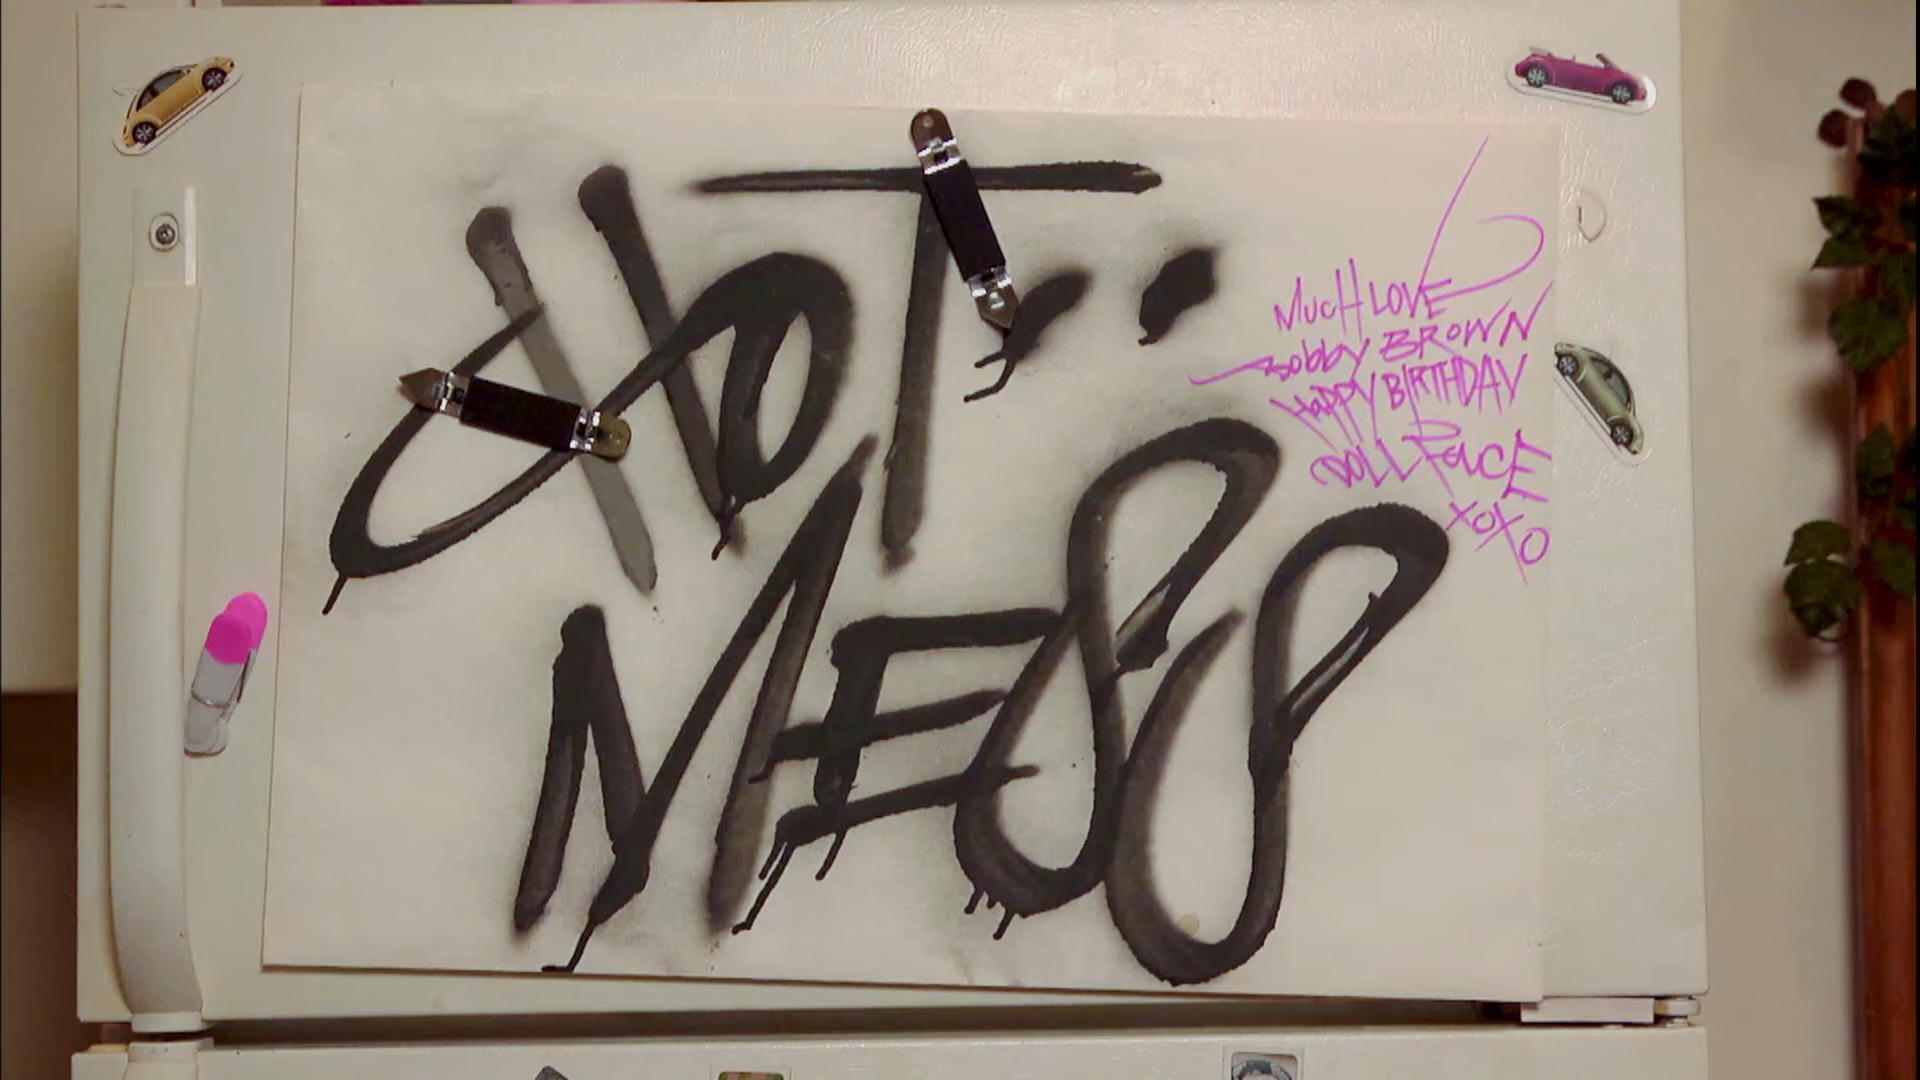 HOT..
MESS
MUCH LOVE
BOBBY BROWN
HAPPY BIRTHDAY
DOLL FACE
XOXO